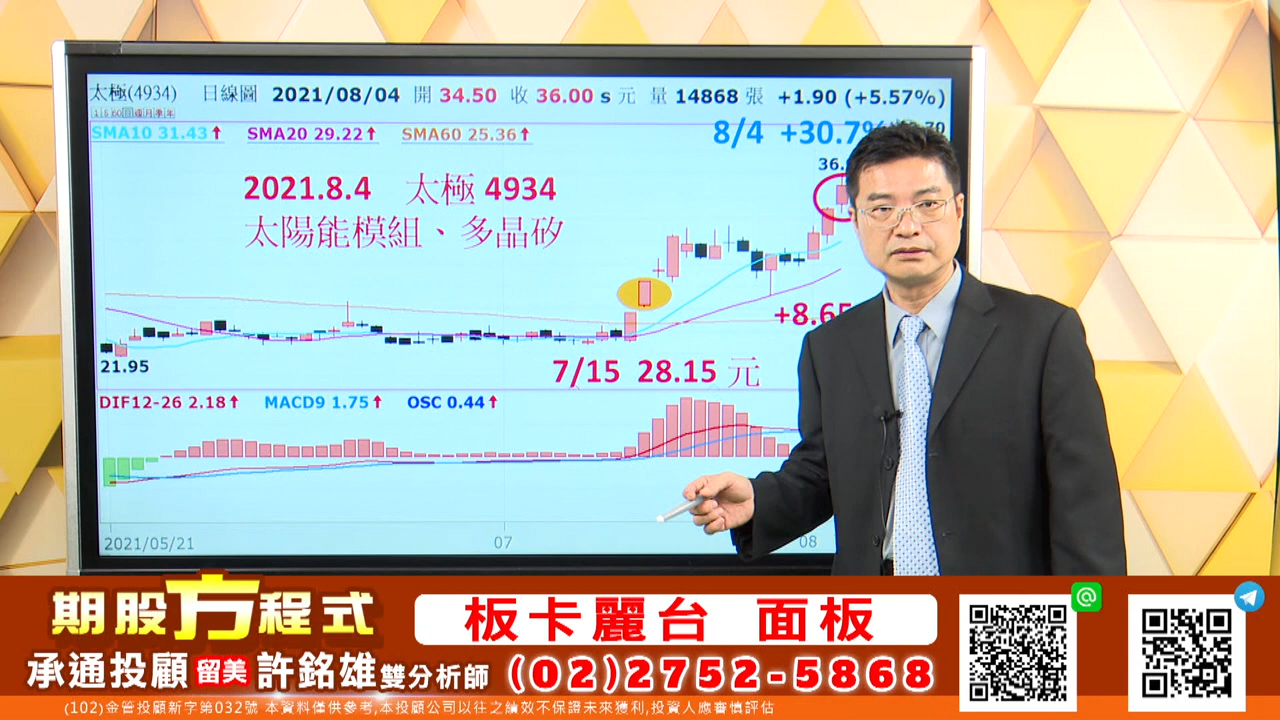 太極(4934) 日線圖 2021/08/04 開 34.50 收 36.00 s 元 量 14868 張 +1.90 (+5.57%)
SMA10 31.43↑ SMA20 29.22↑ SMA60 25.36↑
8/4 +30.7%
36.
2021.8.4 太極 4934
太陽能模組、多晶矽
+8.65
21.95
7/15 28.15 元
DIF12-26 2.18↑ MACD9 1.75↑ OSC 0.44↑
2021/05/21 07 08
期股方程式
板卡麗台 面板
承通投顧 留美 許銘雄 雙分析師 (02)2752-5868
(102)金管投顧新字第032號 本資料僅供參考,本投顧公司以往之績效不保證未來獲利,投資人應審慎評估